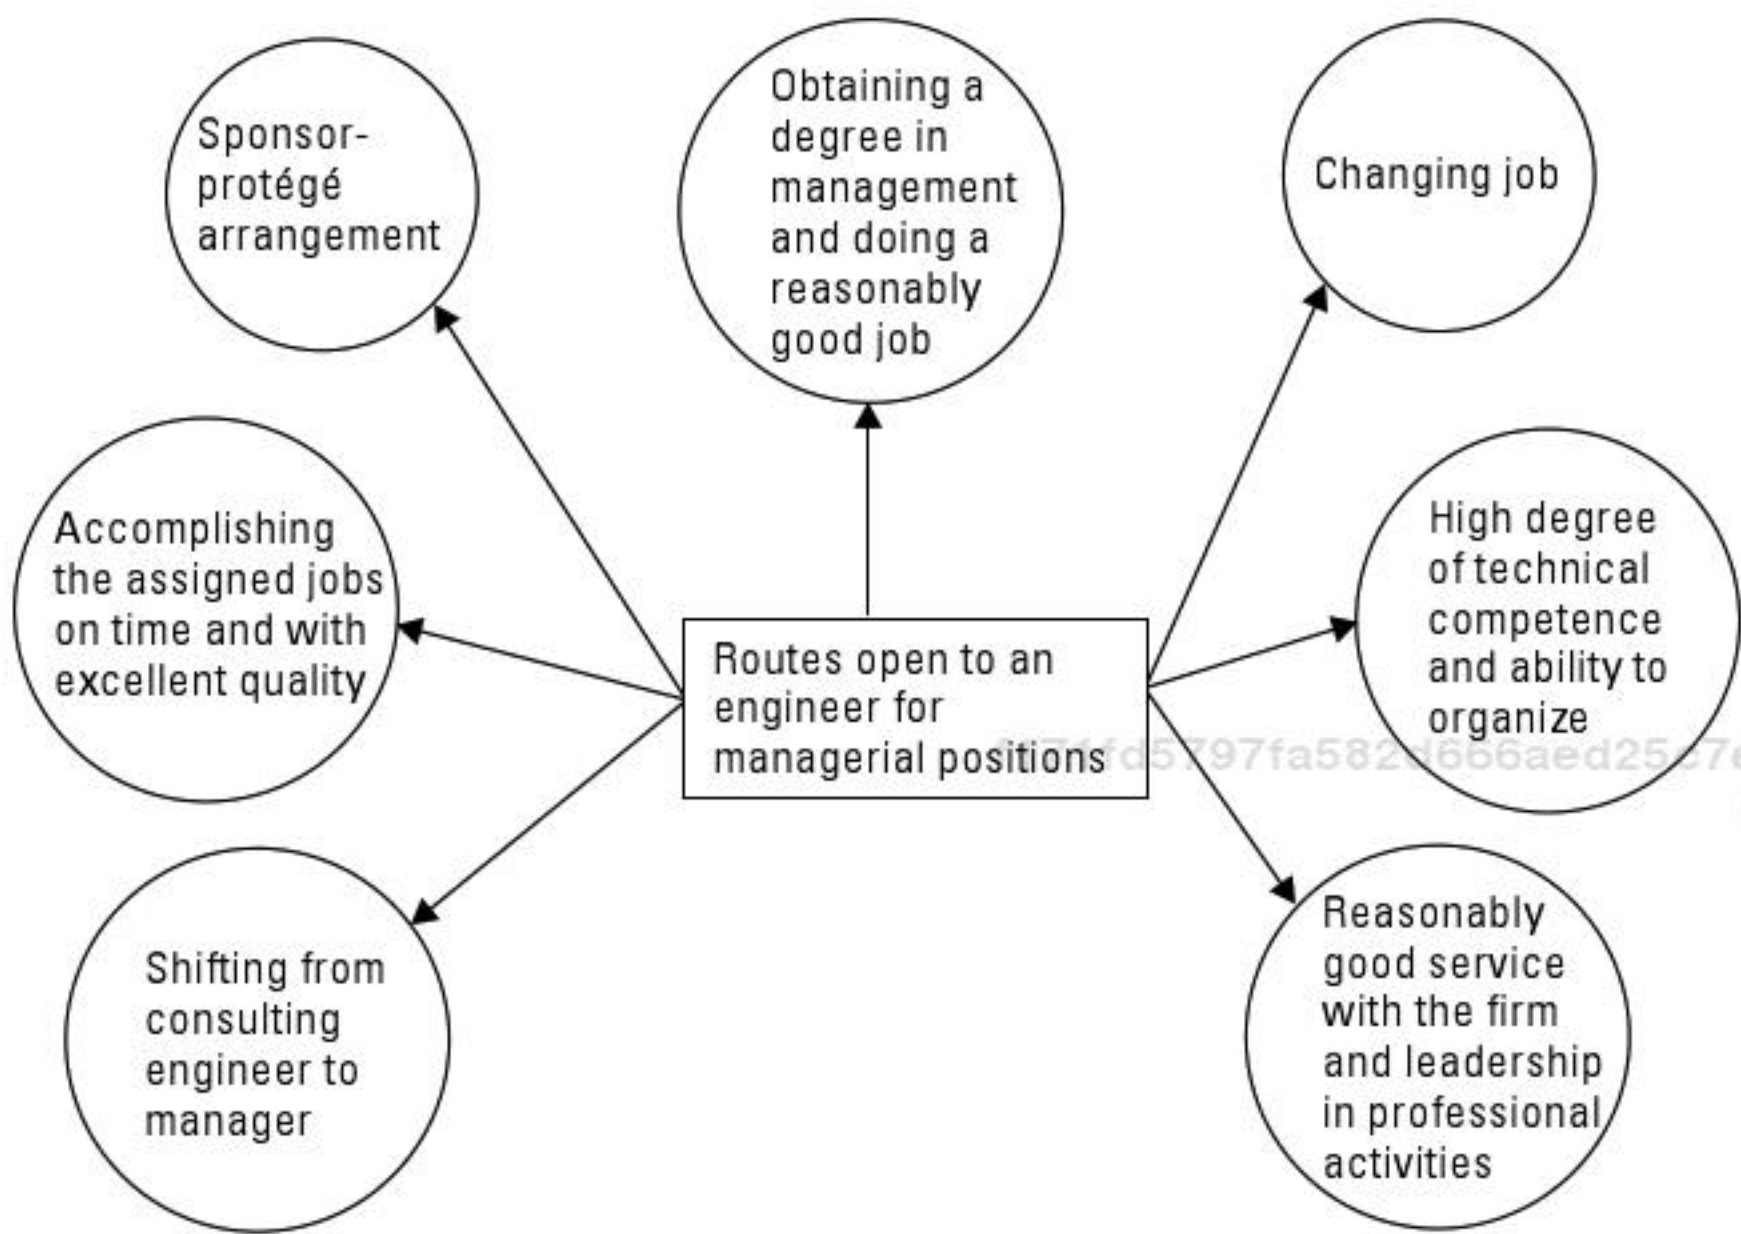 Sponsor-
protégé
arrangement
Obtaining a
degree in
management
and doing a
reasonably
good job
Changing job
Accomplishing
the assigned jobs
on time and with
excellent quality
High degree
of technical
competence
and ability to
organize
Routes open to an
engineer for
managerial positions
Shifting from
consulting
engineer to
manager
Reasonably
good service
with the firm
and leadership
in professional
activities